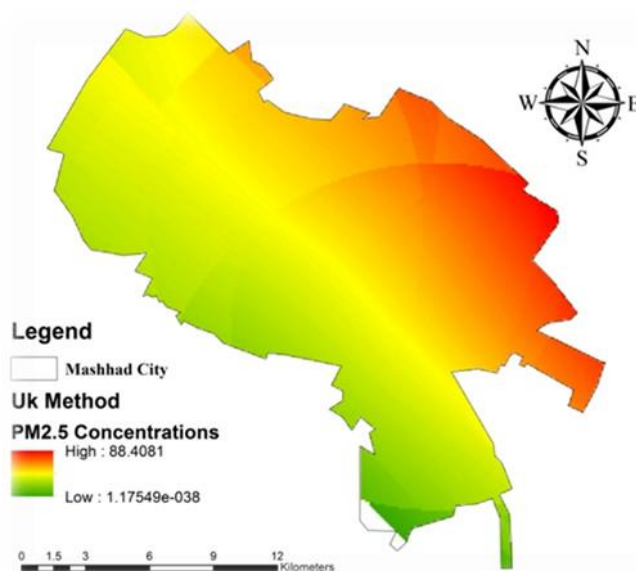 N
W E
S
Legend
Mashhad City
Uk Method
PM2.5 Concentrations
High : 88.4081
Low : 1.17549e-038
0 1.5 3 6 9 12
Kilometers